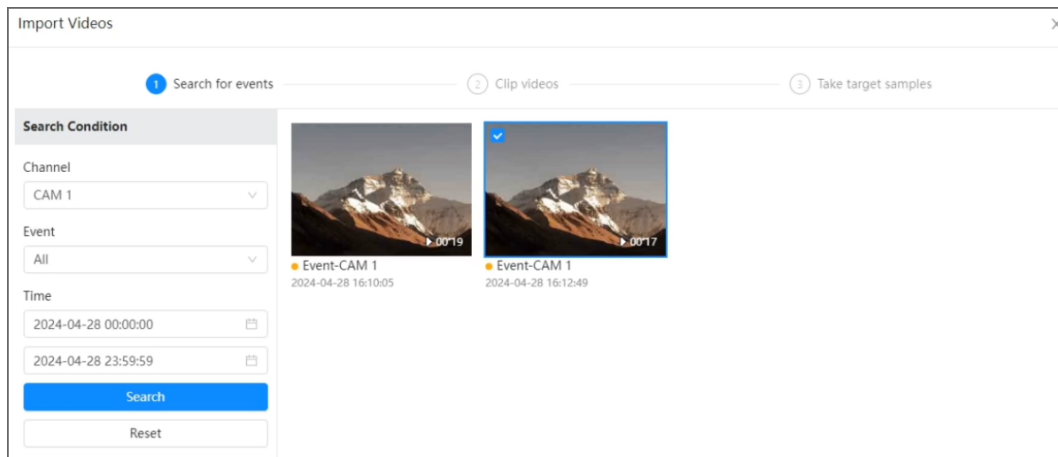 Import Videos
1 Search for events 2 Clip videos 3 Take target samples
Search Condition
Channel
CAM 1
Event
All
Time
2024-04-28 00:00:00
2024-04-28 23:59:59
Search
Reset
00"19
Event-CAM 1
2024-04-28 16:10:05
00"17
Event-CAM 1
2024-04-28 16:12:49